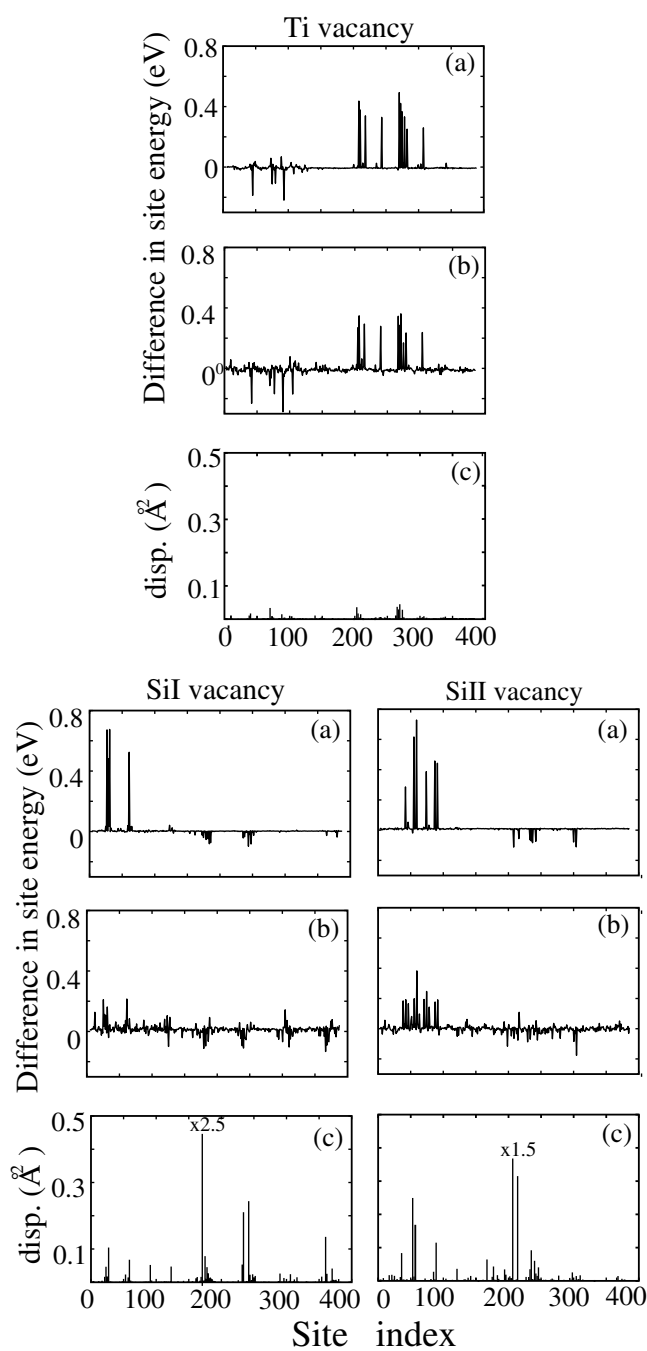 Ti vacancy
Difference in site energy (eV)
0.8
0.4
0
(a)
0.8
0.4
0
0
(b)
disp. (Å²)
0.5
0.3
0.1
(c)
0 100 200 300 400
SiI vacancy
SiII vacancy
Difference in site energy (eV)
0.8
0.4
0
(a)
(a)
0.8
0.4
0
(b)
(b)
disp. (Å²)
0.5
0.3
0.1
x2.5
(c)
x1.5
(c)
0 100 200 300 400
0 100 200 300 400
Site index